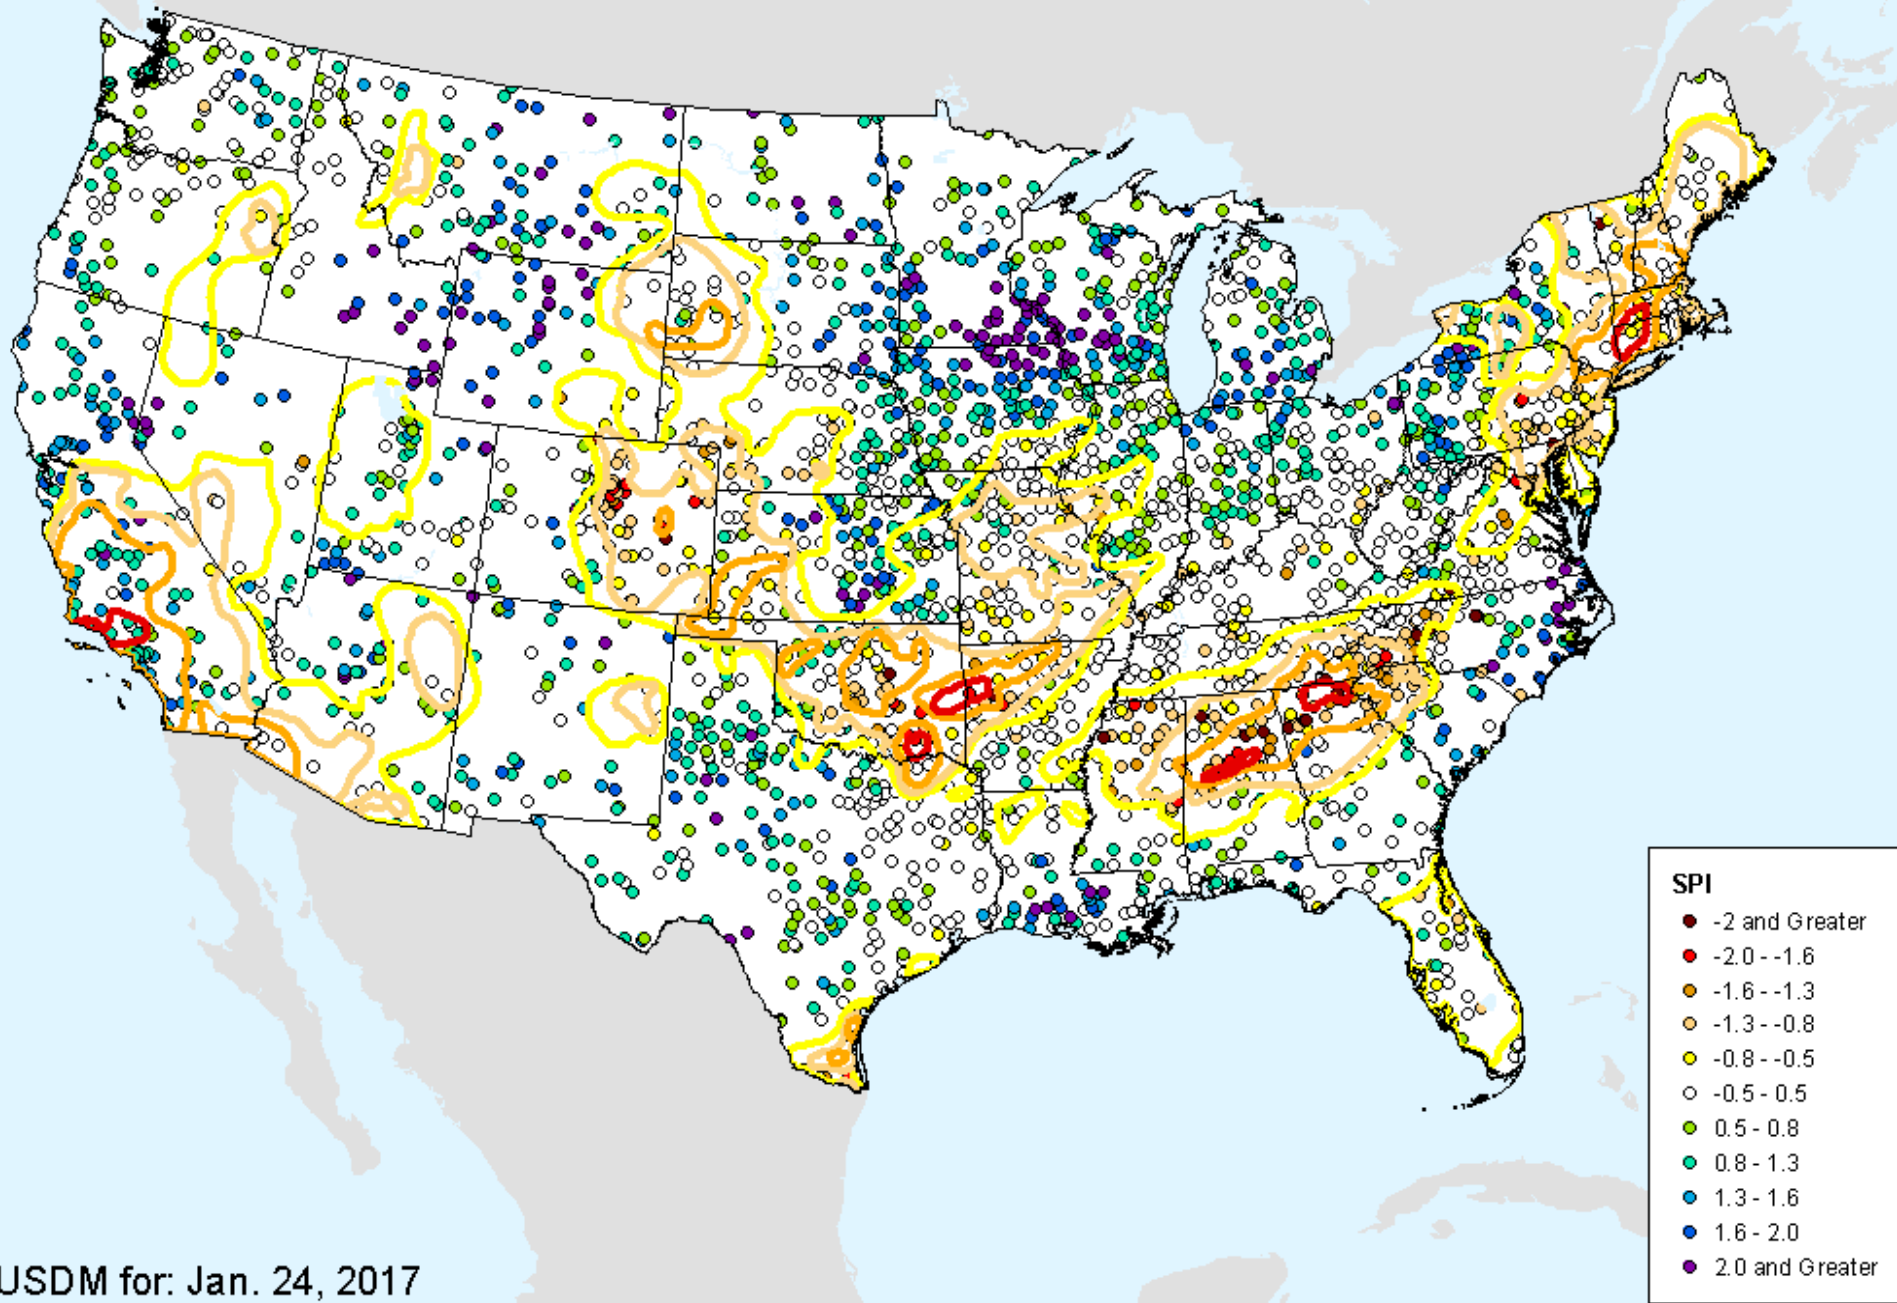 SPI
-2 and Greater
-2.0 - -1.6
-1.6 - -1.3
-1.3 - -0.8
-0.8 - -0.5
-0.5 - 0.5
0.5 - 0.8
0.8 - 1.3
1.3 - 1.6
1.6 - 2.0
2.0 and Greater
USDM for: Jan. 24, 2017